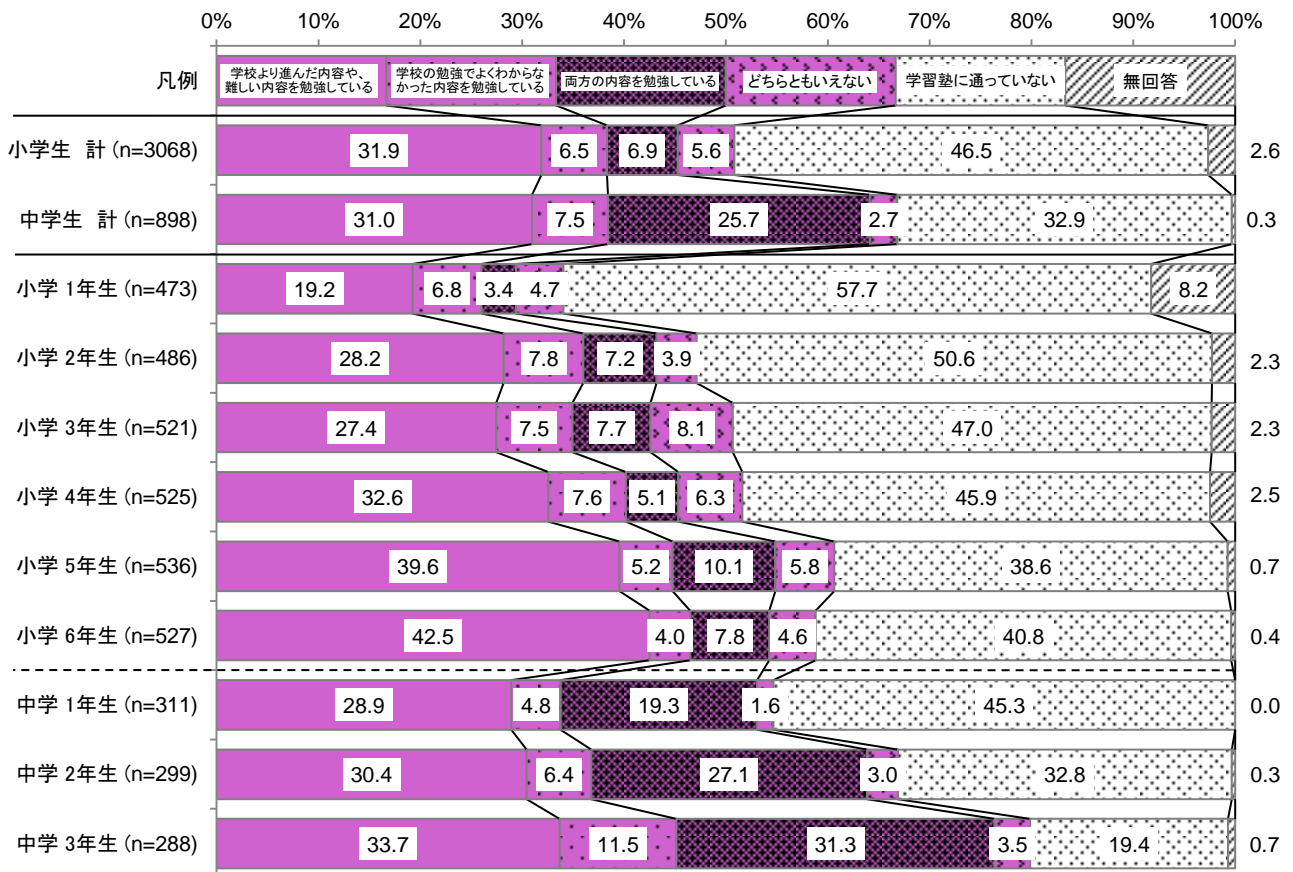 0% 10% 20% 30% 40% 50% 60% 70% 80% 90% 100%
凡例
学校より進んだ内容や、
難しい内容を勉強している
学校の勉強でよくわからな
かった内容を勉強している
両方の内容を勉強している
どちらともいえない
学習塾に通っていない
無回答
小学生 計 (n=3068) 31.9 6.5 6.9 5.6 46.5 2.6
中学生 計 (n=898) 31.0 7.5 25.7 2.7 32.9 0.3
小学 1年生 (n=473) 19.2 6.8 3.4 4.7 57.7 8.2
小学 2年生 (n=486) 28.2 7.8 7.2 3.9 50.6 2.3
小学 3年生 (n=521) 27.4 7.5 7.7 8.1 47.0 2.3
小学 4年生 (n=525) 32.6 7.6 5.1 6.3 45.9 2.5
小学 5年生 (n=536) 39.6 5.2 10.1 5.8 38.6 0.7
小学 6年生 (n=527) 42.5 4.0 7.8 4.6 40.8 0.4
中学 1年生 (n=311) 28.9 4.8 19.3 1.6 45.3 0.0
中学 2年生 (n=299) 30.4 6.4 27.1 3.0 32.8 0.3
中学 3年生 (n=288) 33.7 11.5 31.3 3.5 19.4 0.7